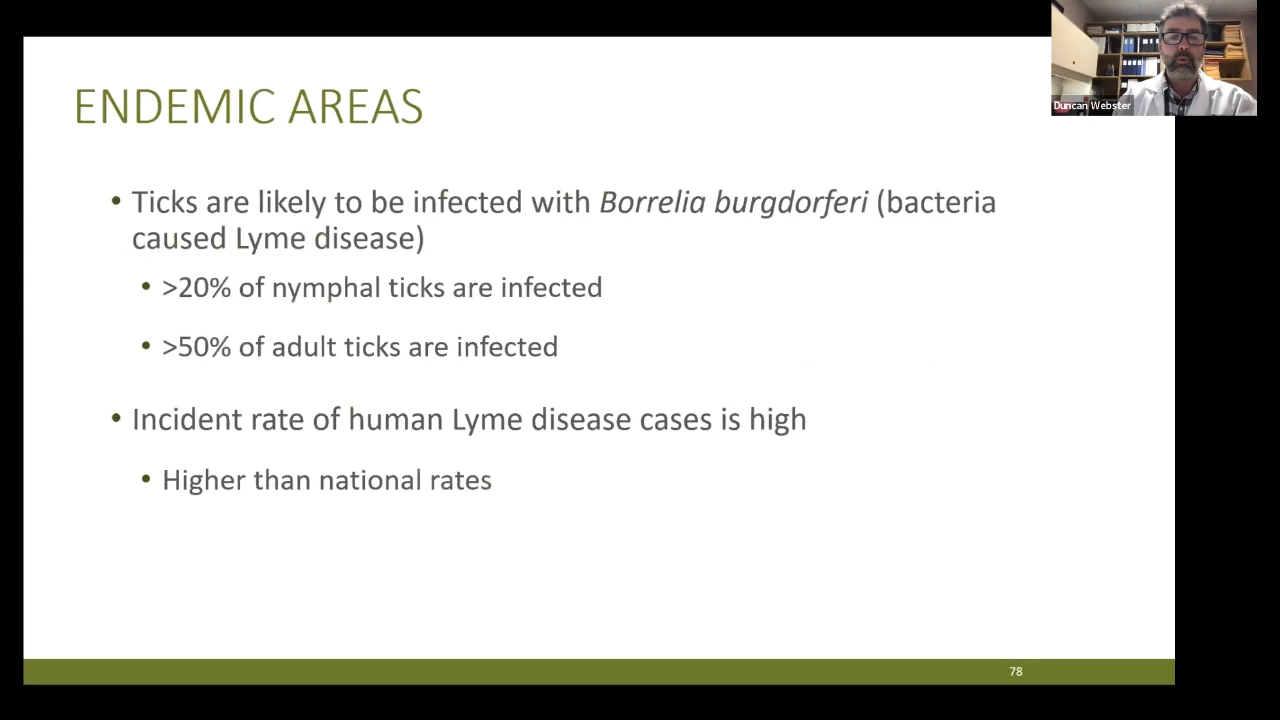 Duncan Webster
ENDEMIC AREAS
• Ticks are likely to be infected with Borrelia burgdorferi (bacteria
caused Lyme disease)
• >20% of nymphal ticks are infected
• >50% of adult ticks are infected
• Incident rate of human Lyme disease cases is high
• Higher than national rates
78